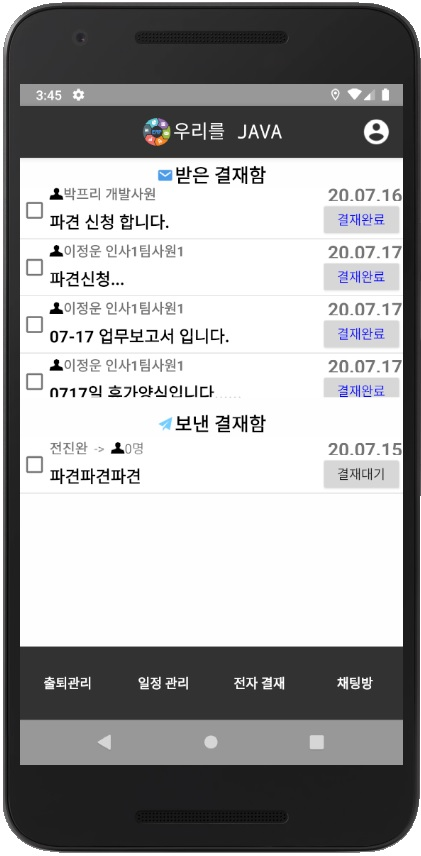 3:45
우리를 JAVA
받은 결재함
박프리 개발사원
20.07.16
파견 신청 합니다.
결재완료
이정운 인사1팀사원1
20.07.17
파견신청...
결재완료
이정운 인사1팀사원1
20.07.17
07-17 업무보고서 입니다.
결재완료
이정운 인사1팀사원1
20.07.17
0717일 휴가양식입니다......
결재완료
보낸 결재함
전진완 -> 0명
20.07.15
파견파견파견
결재대기
출퇴관리
일정 관리
전자 결재
채팅방